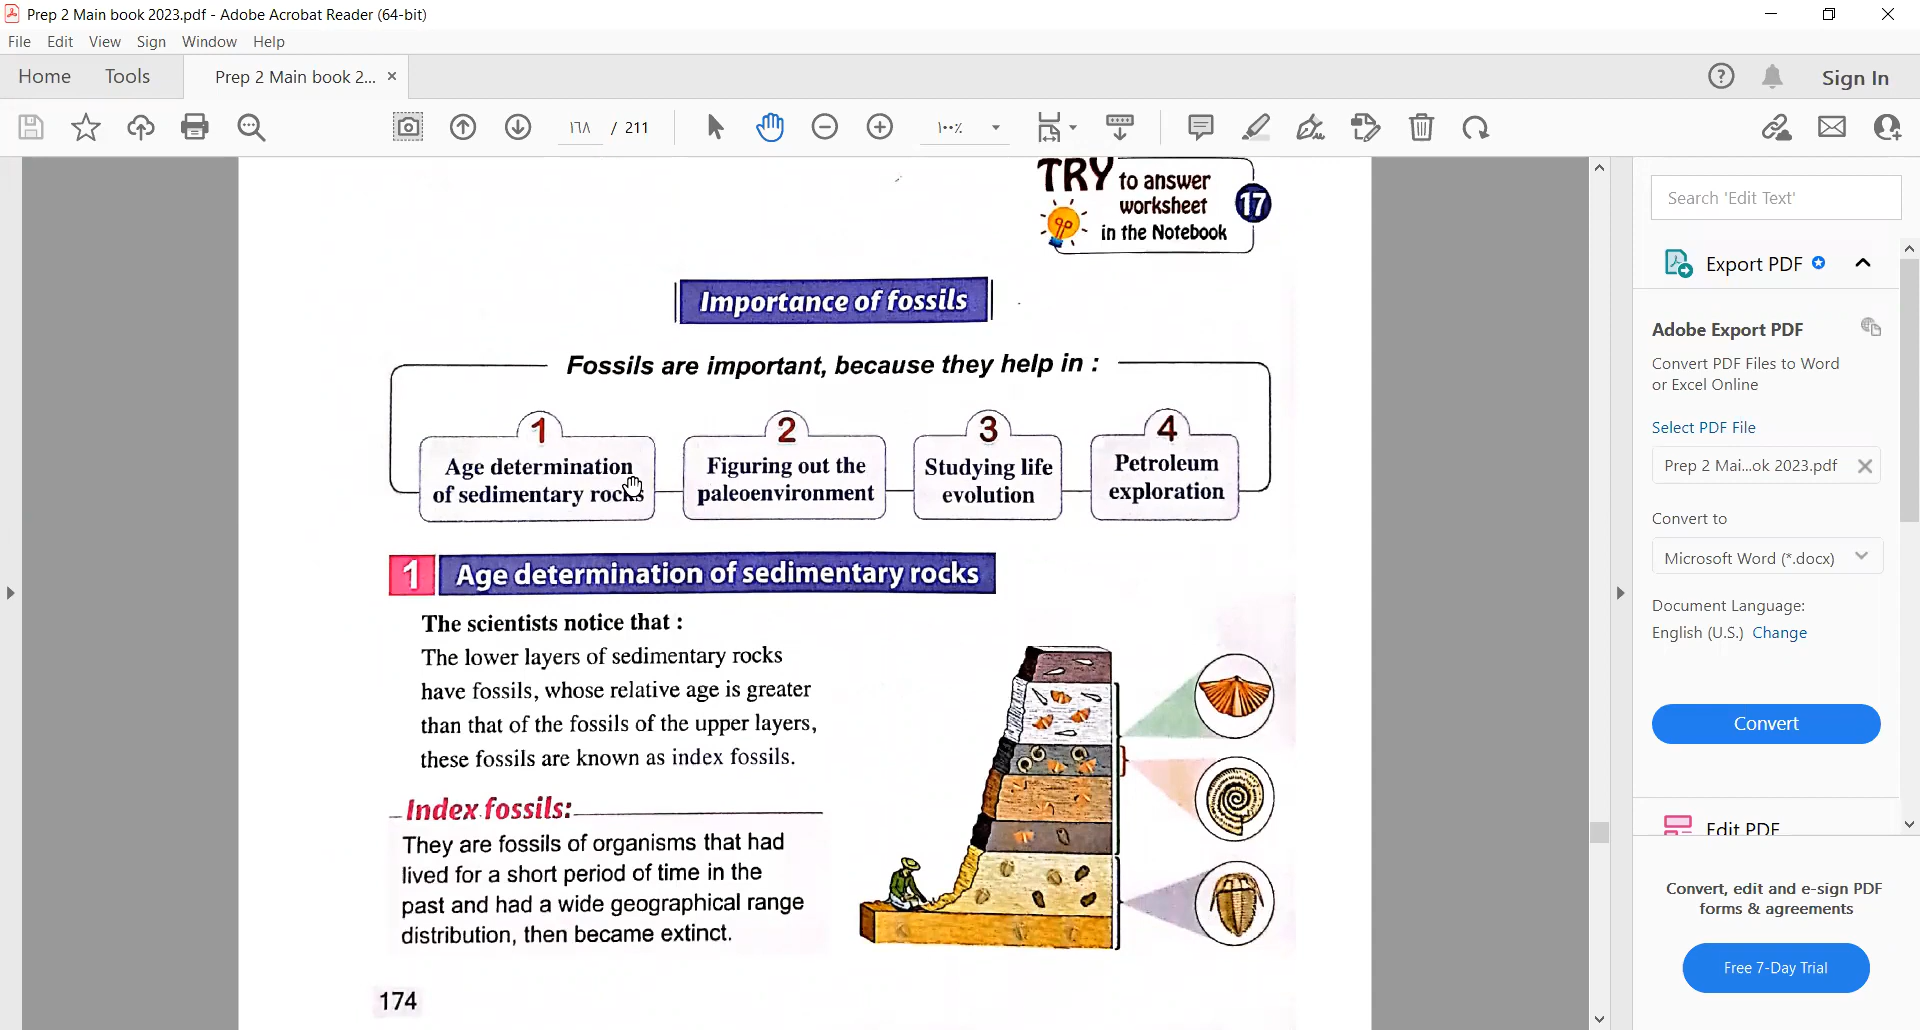 Prep 2 Main book 2023.pdf - Adobe Acrobat Reader (64-bit)
File Edit View Sign Window Help
Home Tools Prep 2 Main book 2... ×
Sign In
١٦٨ / 211
١٠٠٪
TRY to answer
worksheet 17
in the Notebook
Importance of fossils
Fossils are important, because they help in :
1
Age determination
of sedimentary rocks
2
Figuring out the
paleoenvironment
3
Studying life
evolution
4
Petroleum
exploration
1 Age determination of sedimentary rocks
The scientists notice that :
The lower layers of sedimentary rocks
have fossils, whose relative age is greater
than that of the fossils of the upper layers,
these fossils are known as index fossils.
Index fossils:
They are fossils of organisms that had
lived for a short period of time in the
past and had a wide geographical range
distribution, then became extinct.
174
Search 'Edit Text'
Export PDF
Adobe Export PDF
Convert PDF Files to Word
or Excel Online
Select PDF File
Prep 2 Mai...ok 2023.pdf
Convert to
Microsoft Word (*.docx)
Document Language:
English (U.S.) Change
Convert
Edit PDF
Convert, edit and e-sign PDF
forms & agreements
Free 7-Day Trial